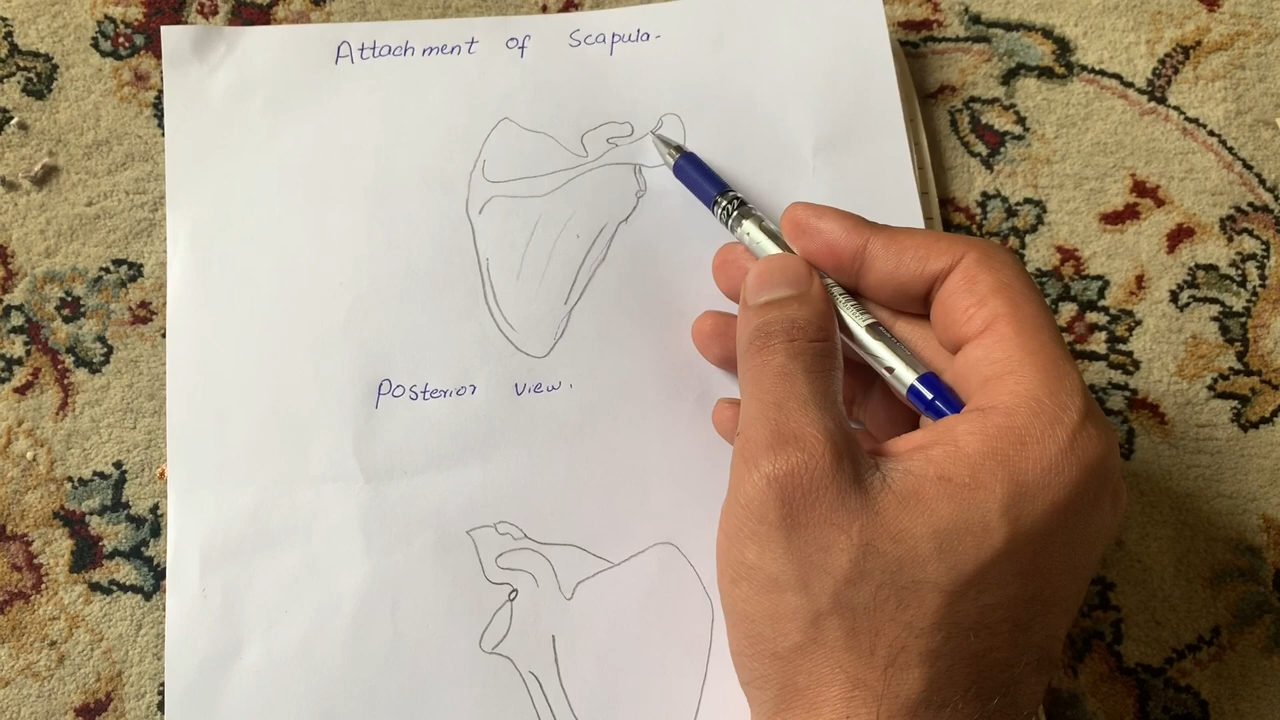 Attachment of Scapula-
Posterior view.